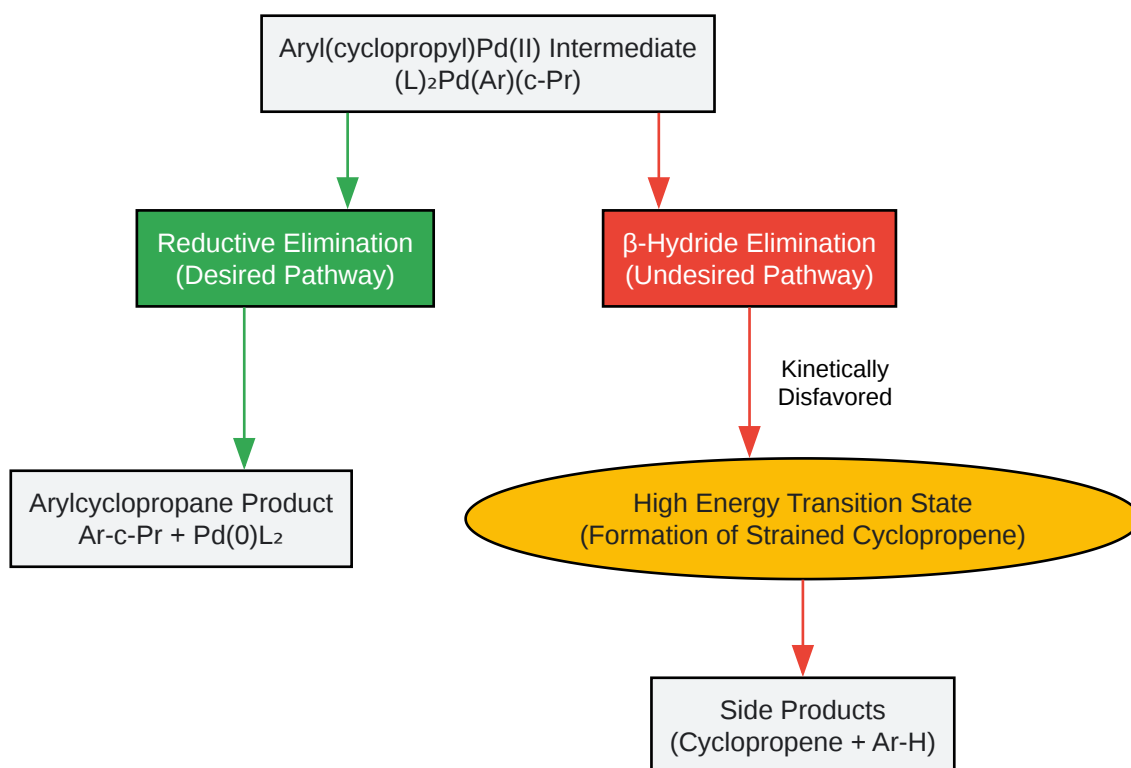 Aryl(cyclopropyl)Pd(II) Intermediate
(L)₂Pd(Ar)(c-Pr)
Reductive Elimination
(Desired Pathway)
β-Hydride Elimination
(Undesired Pathway)
Kinetically
Disfavored
Arylcyclopropane Product
Ar-c-Pr + Pd(0)L₂
High Energy Transition State
(Formation of Strained Cyclopropene)
Side Products
(Cyclopropene + Ar-H)